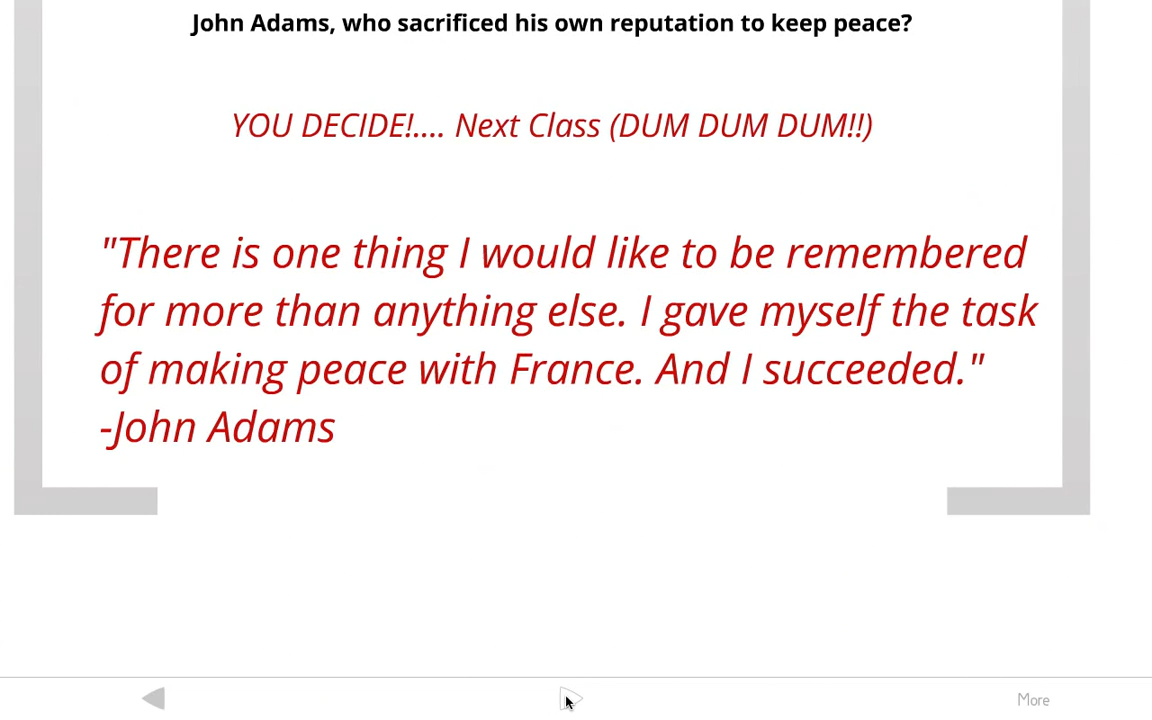 John Adams, who sacrificed his own reputation to keep peace?
YOU DECIDE!.... Next Class (DUM DUM DUM!!)
"There is one thing I would like to be remembered
for more than anything else. I gave myself the task
of making peace with France. And I succeeded."
-John Adams
More